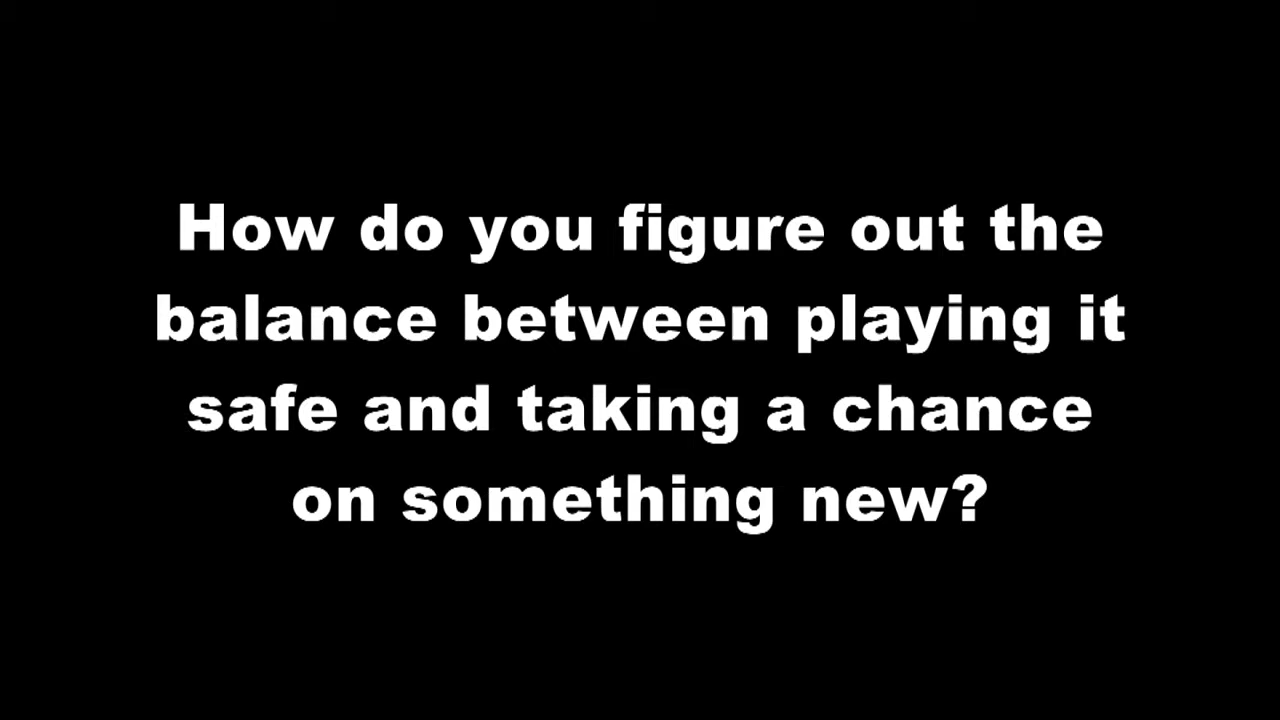 How do you figure out the
balance between playing it
safe and taking a chance
on something new?